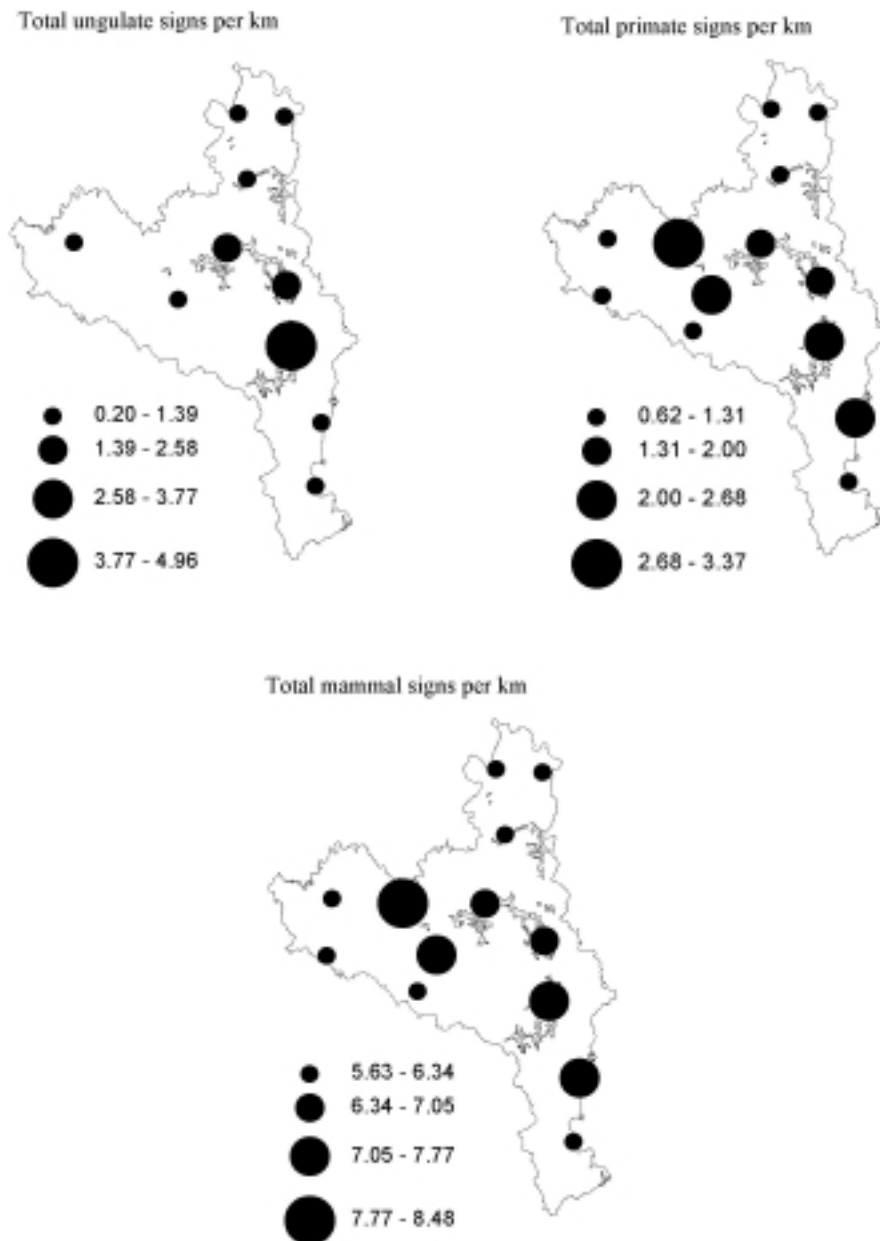 Total ungulate signs per km
0.20 - 1.39
1.39 - 2.58
2.58 - 3.77
3.77 - 4.96
Total primate signs per km
0.62 - 1.31
1.31 - 2.00
2.00 - 2.68
2.68 - 3.37
Total mammal signs per km
5.63 - 6.34
6.34 - 7.05
7.05 - 7.77
7.77 - 8.48